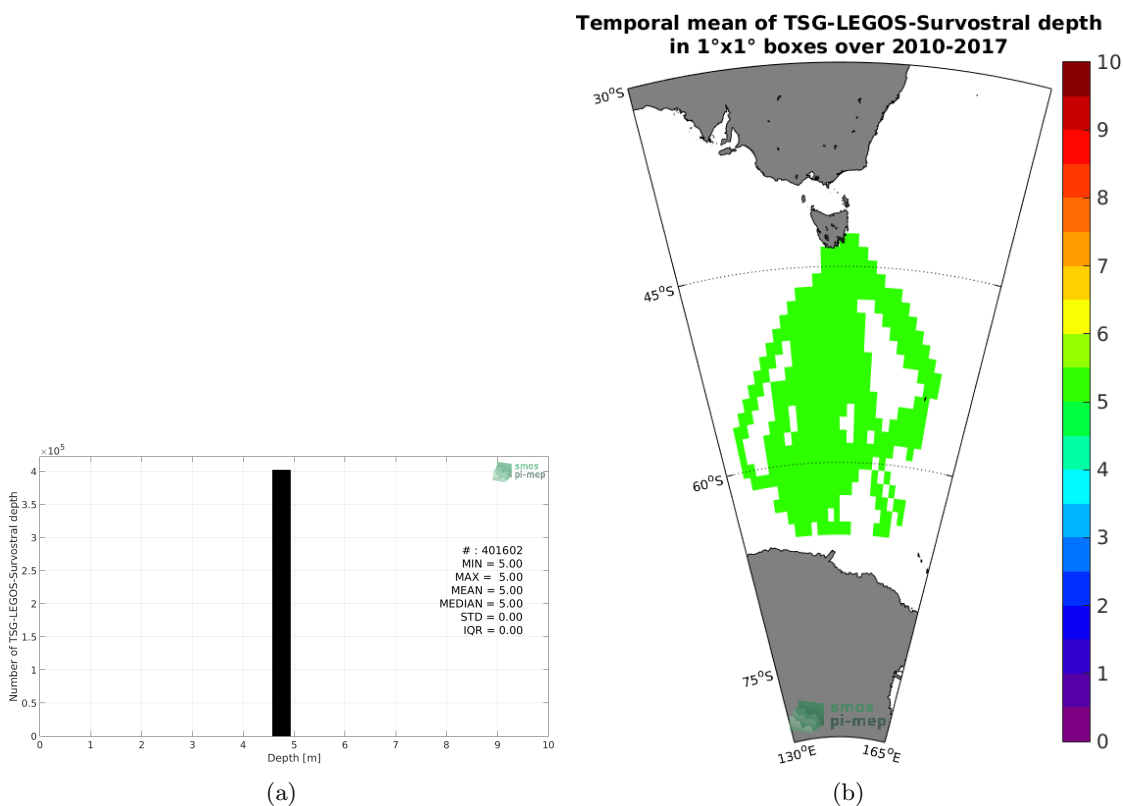 Temporal mean of TSG-LEGOS-Survostral depth
in 1°x1° boxes over 2010-2017
30°S
45°S
60°S
75°S
130°E
165°E
10
9
8
7
6
5
4
3
2
1
0
smos
pi-mep
(b)
×10^5
4
3.5
3
2.5
2
1.5
1
0.5
0
Number of TSG-LEGOS-Survostral depth
smos
pi-mep
# : 401602
MIN = 5.00
MAX = 5.00
MEAN = 5.00
MEDIAN = 5.00
STD = 0.00
IQR = 0.00
0 1 2 3 4 5 6 7 8 9 10
Depth [m]
(a)